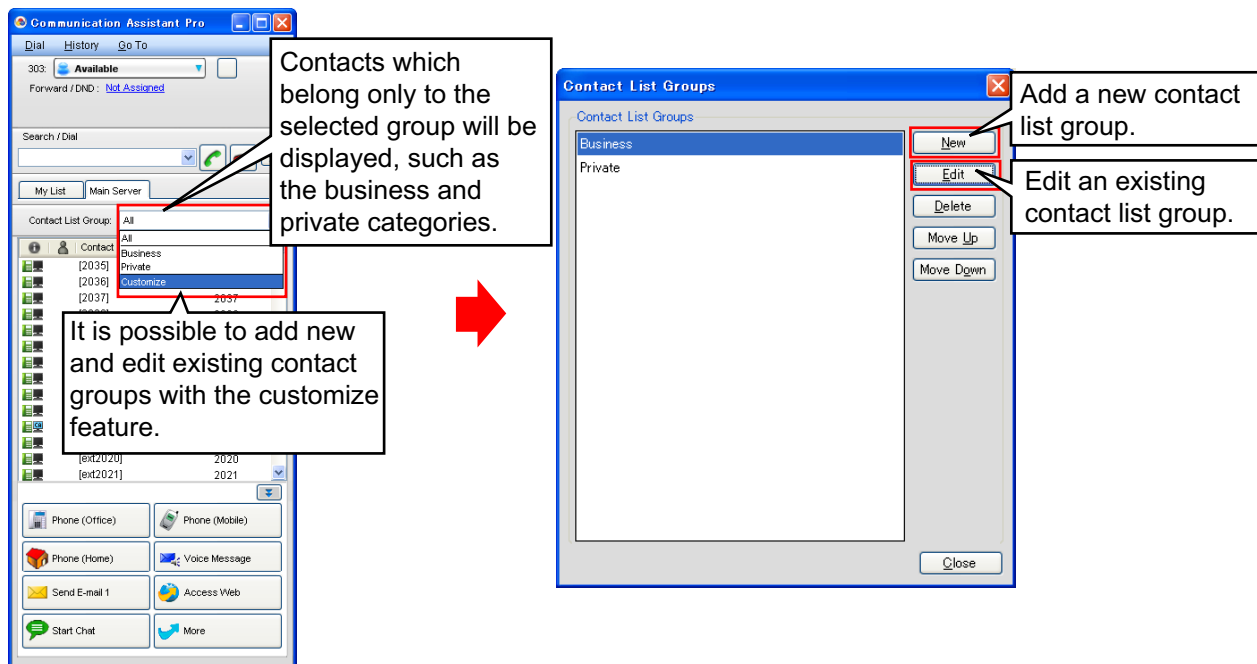 Communication Assistant Pro
Dial History Go To
303: Available
Forward / DND : Not Assigned
Search / Dial
My List Main Server
Contact List Group: All
All
Business
Private
Customize
Contact
[2035]
[2036]
[2037] 2037
[ext2020] 2020
[ext2021] 2021
Phone (Office) Phone (Mobile)
Phone (Home) Voice Message
Send E-mail 1 Access Web
Start Chat More
Contacts which
belong only to the
selected group will be
displayed, such as
the business and
private categories.
It is possible to add new
and edit existing contact
groups with the customize
feature.
Contact List Groups
Contact List Groups
Business
Private
New
Edit
Delete
Move Up
Move Down
Close
Add a new contact
list group.
Edit an existing
contact list group.